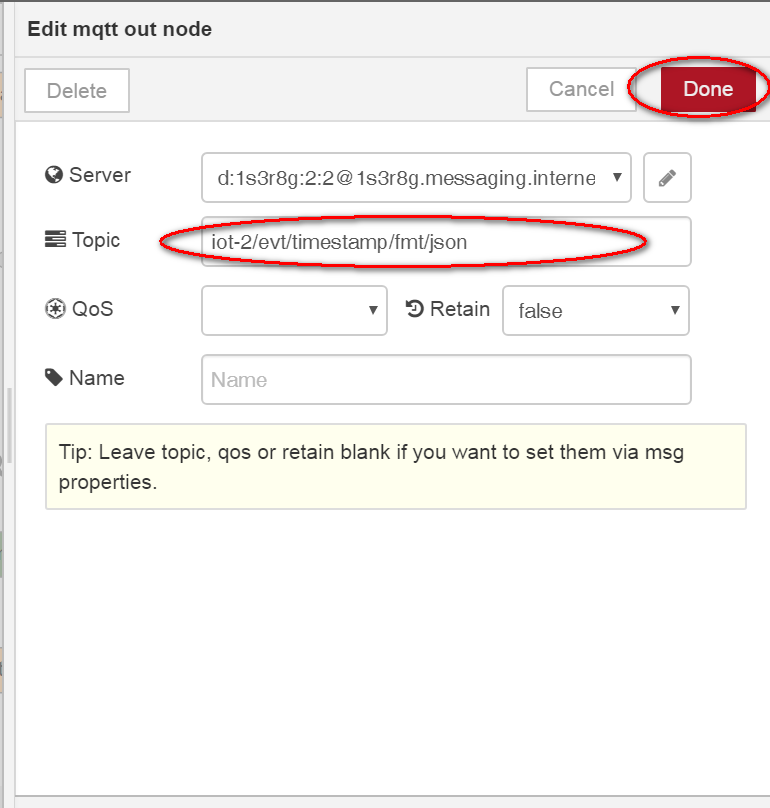 Edit mqtt out node
Delete
Cancel
Done
Server
d:1s3r8g:2:2@1s3r8g.messaging.interne
Topic
iot-2/evt/timestamp/fmt/json
QoS
Retain
false
Name
Name
Tip: Leave topic, qos or retain blank if you want to set them via msg
properties.